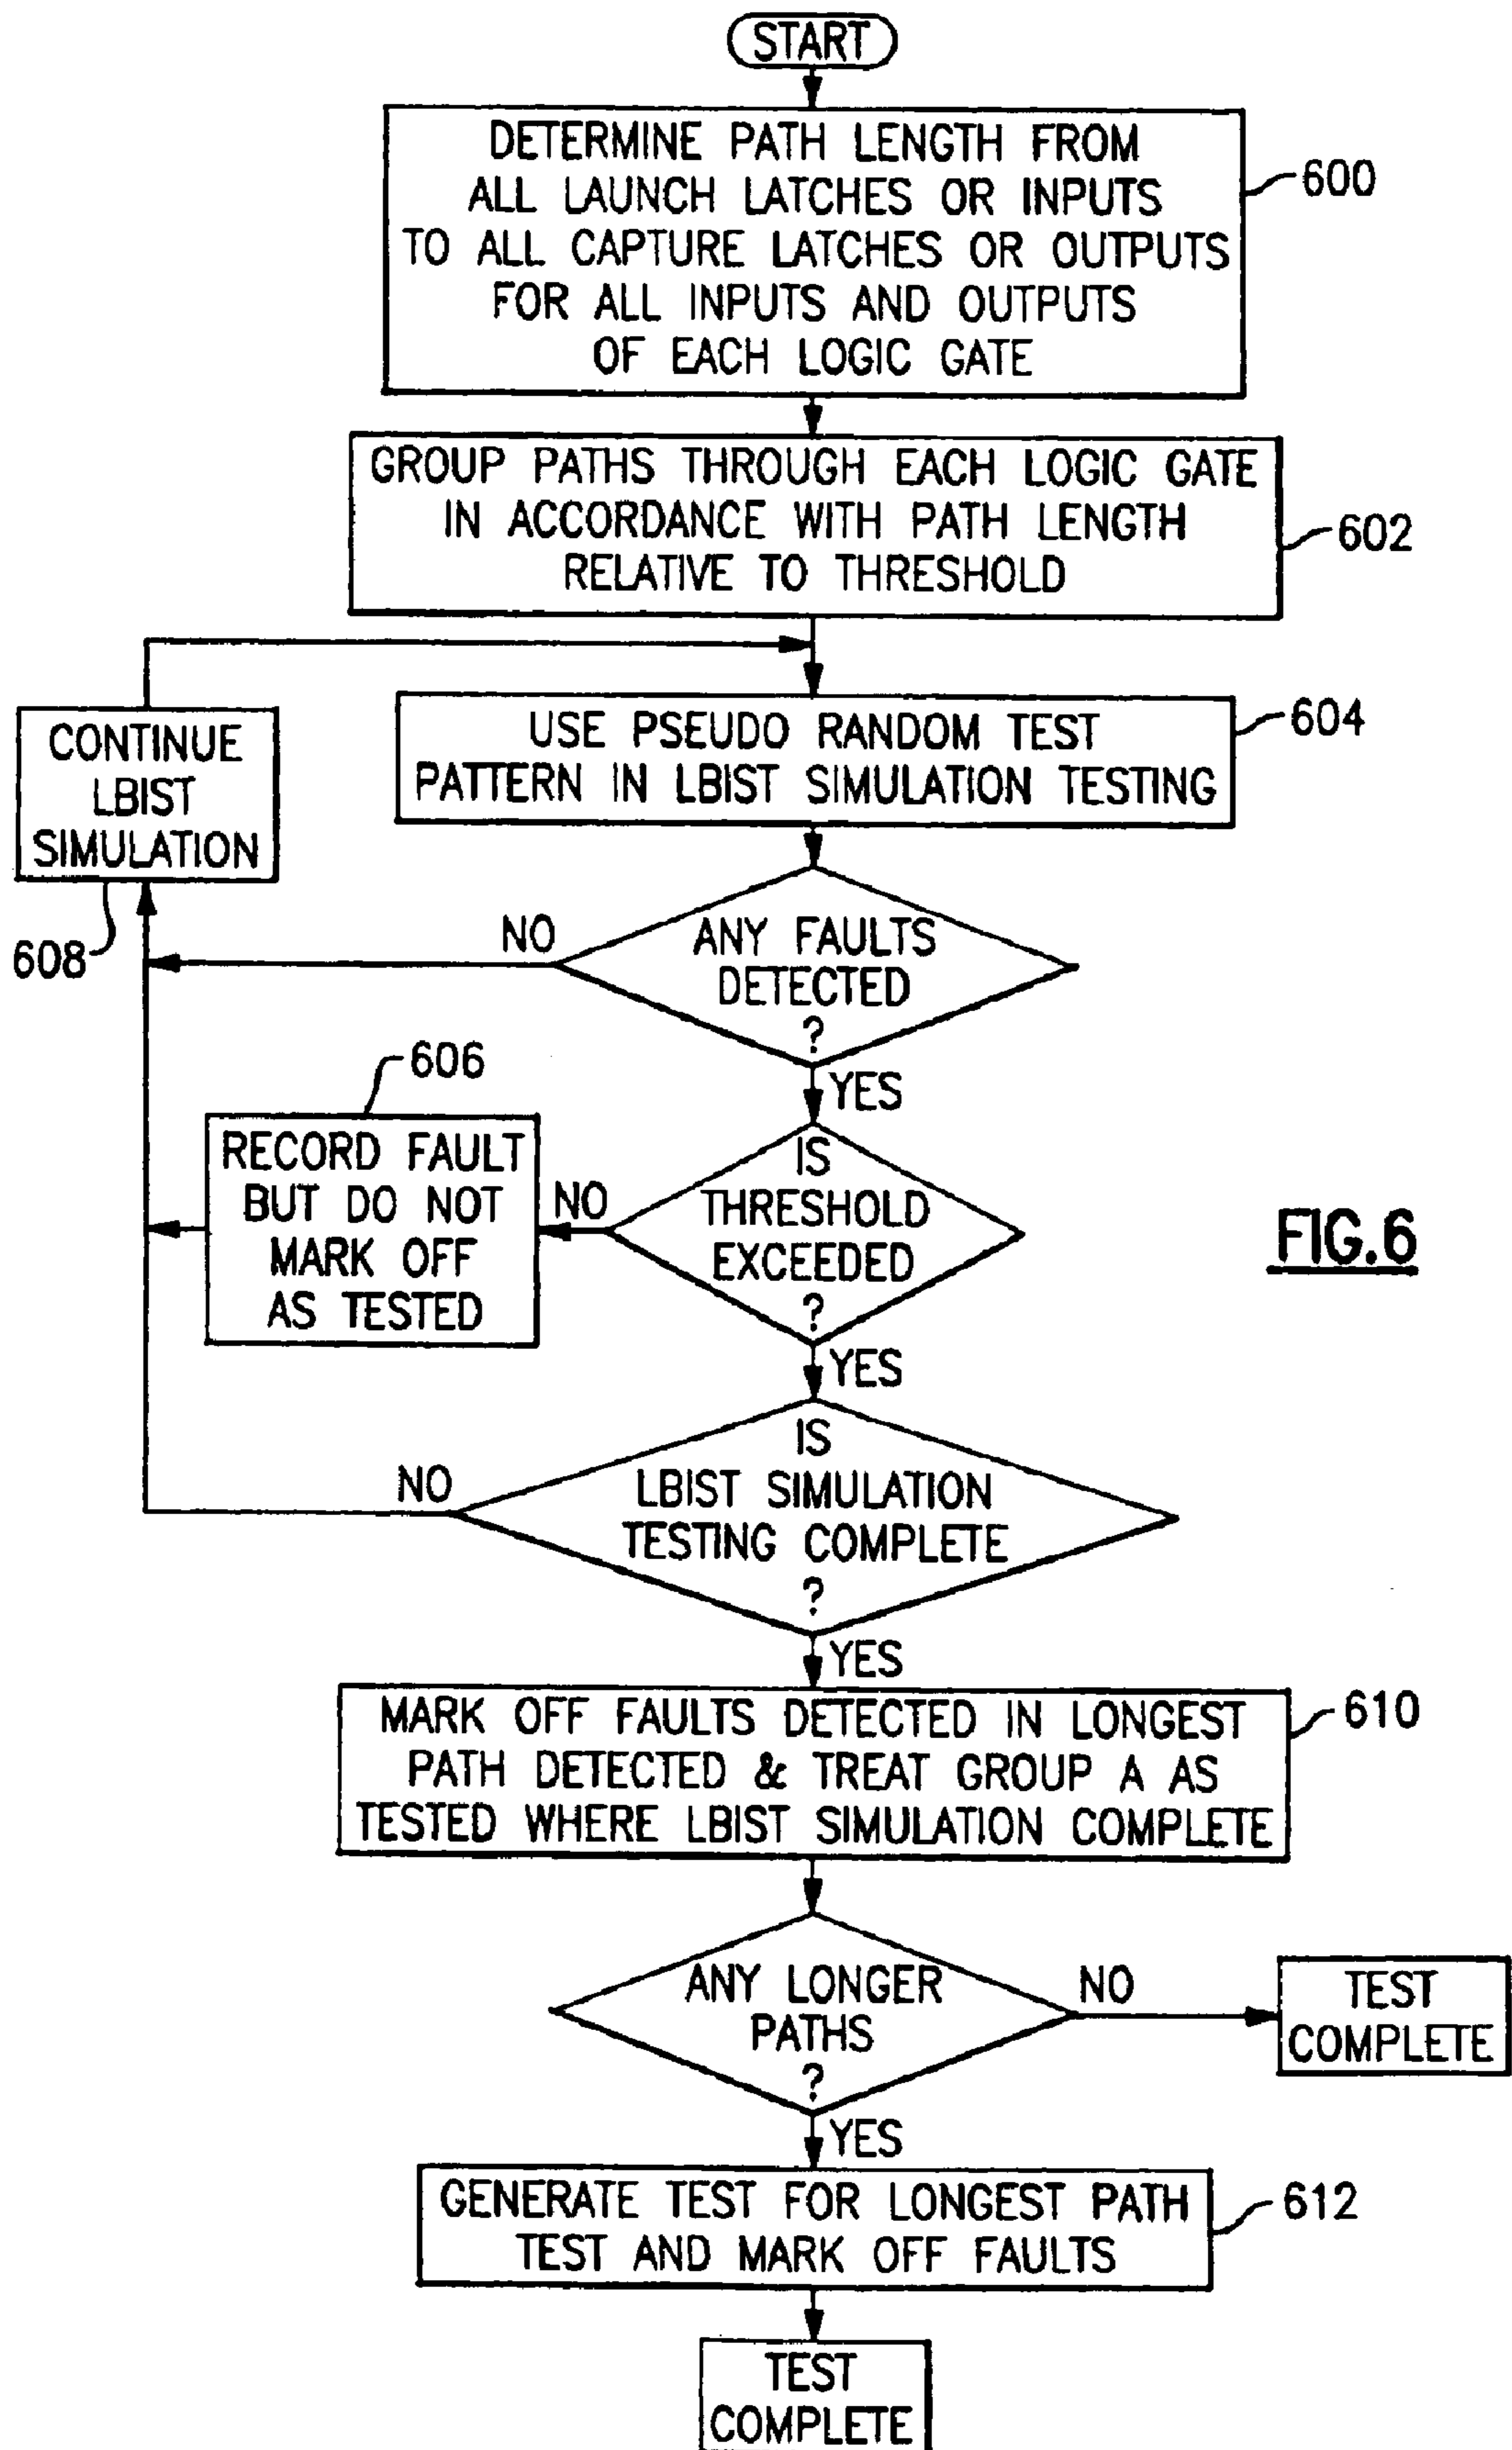 START
DETERMINE PATH LENGTH FROM
ALL LAUNCH LATCHES OR INPUTS
TO ALL CAPTURE LATCHES OR OUTPUTS
FOR ALL INPUTS AND OUTPUTS
OF EACH LOGIC GATE
600
GROUP PATHS THROUGH EACH LOGIC GATE
IN ACCORDANCE WITH PATH LENGTH
RELATIVE TO THRESHOLD
602
CONTINUE
LBIST
SIMULATION
608
USE PSEUDO RANDOM TEST
PATTERN IN LBIST SIMULATION TESTING
604
ANY FAULTS
DETECTED
?
NO
YES
606
RECORD FAULT
BUT DO NOT
MARK OFF
AS TESTED
NO
IS
THRESHOLD
EXCEEDED
?
YES
FIG.6
NO
IS
LBIST SIMULATION
TESTING COMPLETE
?
YES
MARK OFF FAULTS DETECTED IN LONGEST
PATH DETECTED & TREAT GROUP A AS
TESTED WHERE LBIST SIMULATION COMPLETE
610
ANY LONGER
PATHS
?
NO
TEST
COMPLETE
YES
GENERATE TEST FOR LONGEST PATH
TEST AND MARK OFF FAULTS
612
TEST
COMPLETE